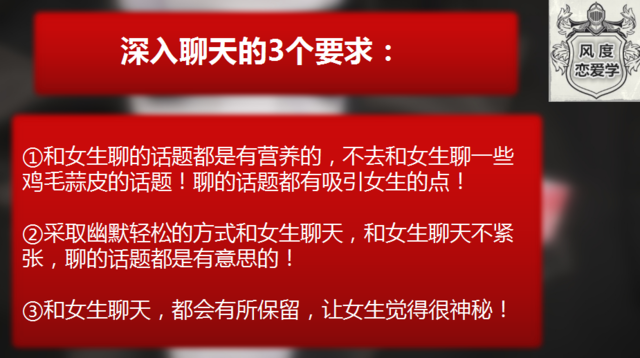 深入聊天的3个要求：
风度
恋爱学
①和女生聊的话题都是有营养的，不去和女生聊一些
鸡毛蒜皮的话题！聊的话题都有吸引女生的点！
②采取幽默轻松的方式和女生聊天，和女生聊天不紧
张，聊的话题都是有意思的！
③和女生聊天，都会有所保留，让女生觉得很神秘！